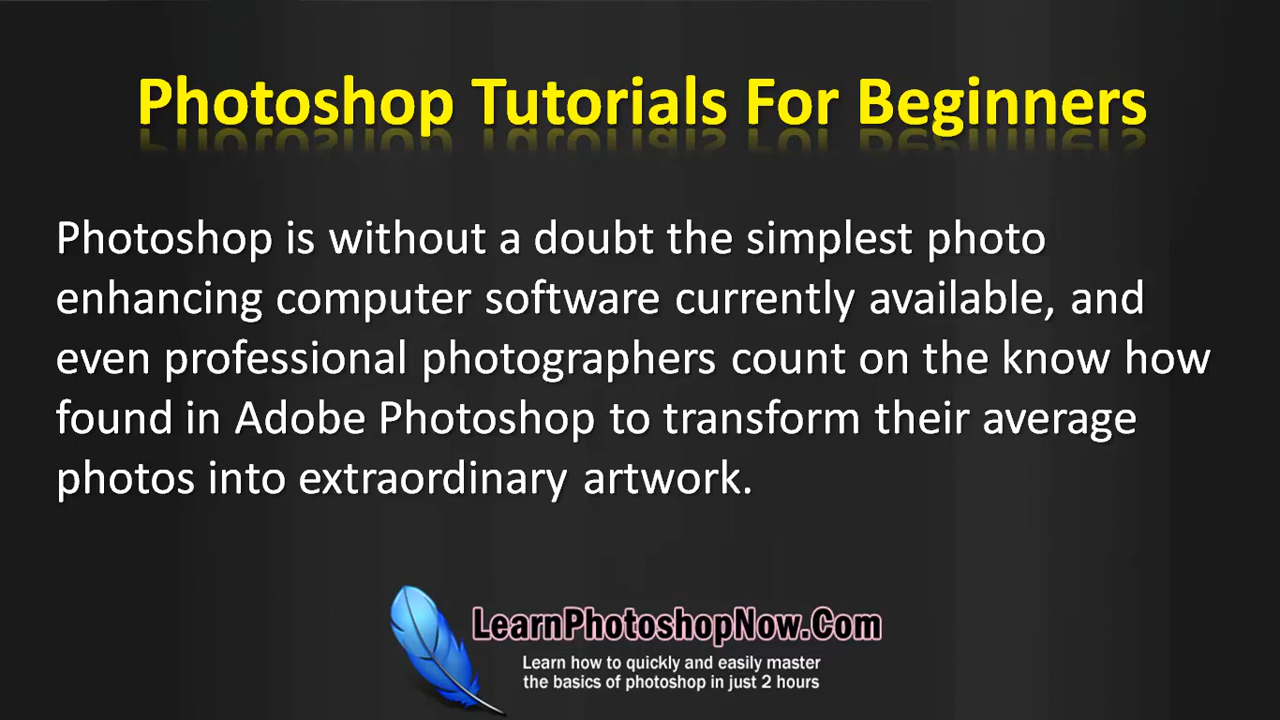 Photoshop Tutorials For Beginners
Photoshop is without a doubt the simplest photo
enhancing computer software currently available, and
even professional photographers count on the know how
found in Adobe Photoshop to transform their average
photos into extraordinary artwork.
LearnPhotoshopNow.Com
Learn how to quickly and easily master
the basics of photoshop in just 2 hours